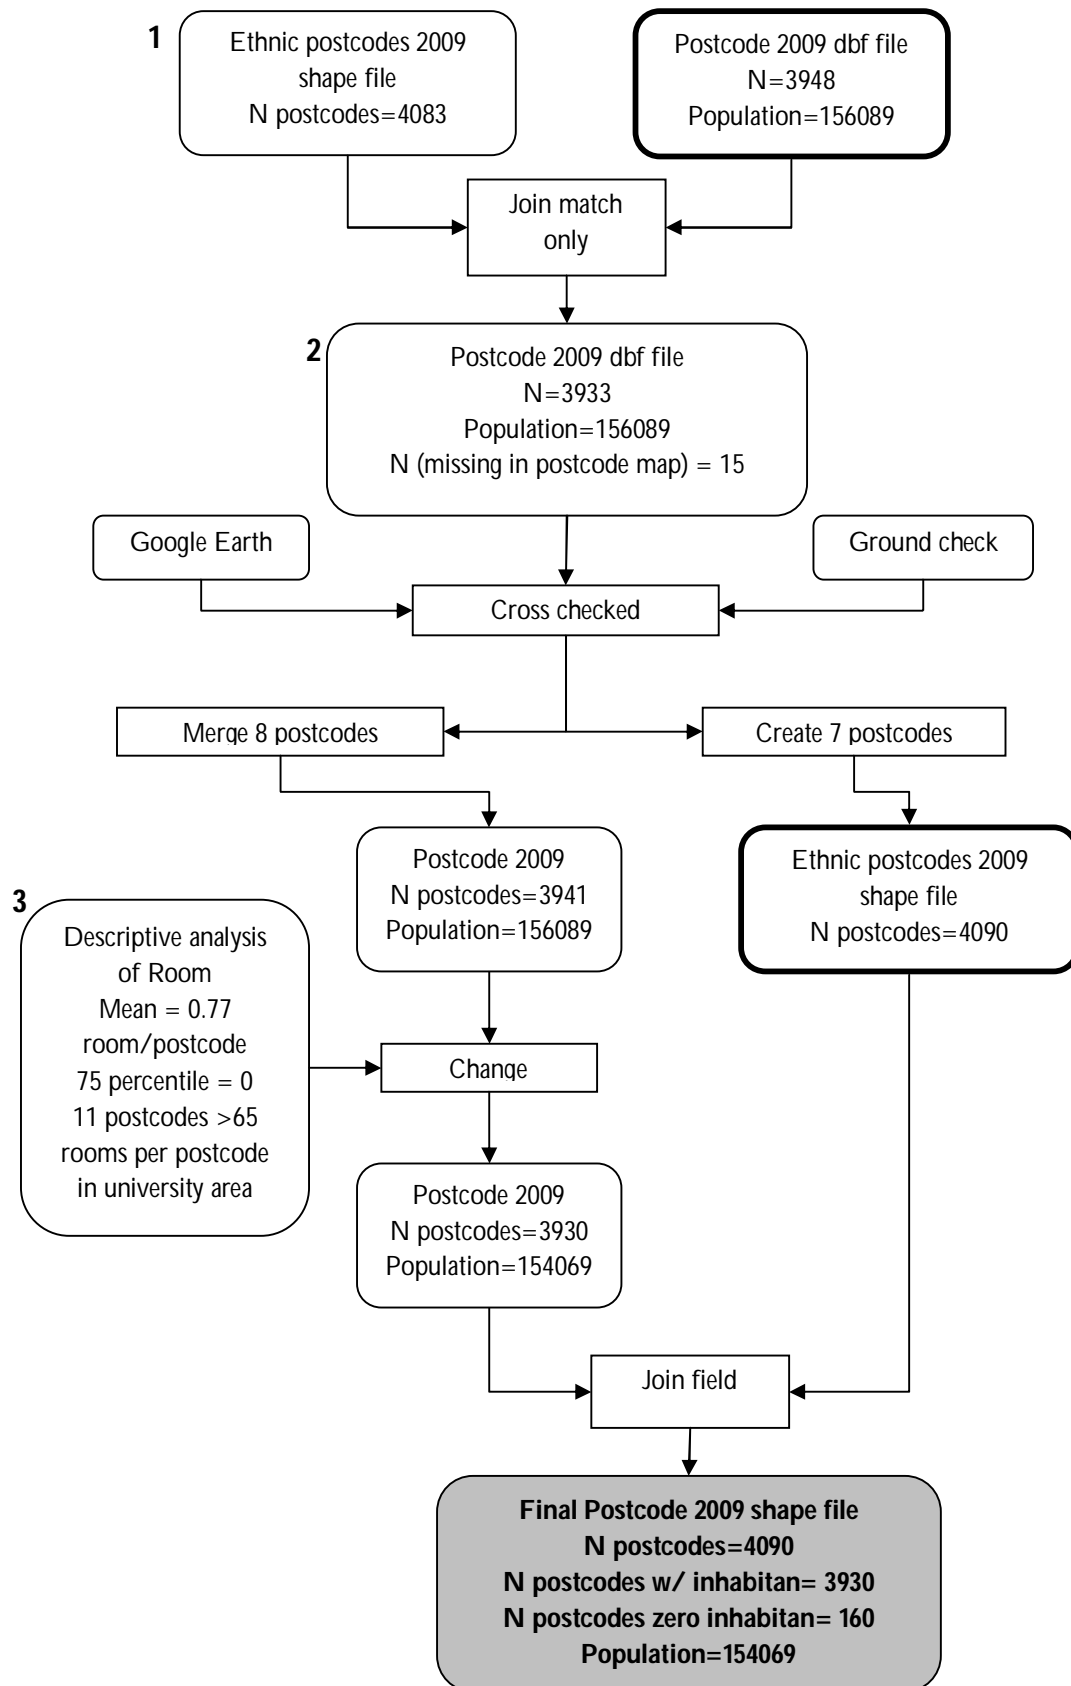 1
Ethnic postcodes 2009
shape file
N postcodes=4083
Postcode 2009 dbf file
N=3948
Population=156089
Join match
only
2
Postcode 2009 dbf file
N=3933
Population=156089
N (missing in postcode map) = 15
Google Earth
Ground check
Cross checked
Merge 8 postcodes
Create 7 postcodes
Postcode 2009
N postcodes=3941
Population=156089
Ethnic postcodes 2009
shape file
N postcodes=4090
3
Descriptive analysis
of Room
Mean = 0.77
room/postcode
75 percentile = 0
11 postcodes >65
rooms per postcode
in university area
Change
Postcode 2009
N postcodes=3930
Population=154069
Join field
Final Postcode 2009 shape file
N postcodes=4090
N postcodes w/ inhabitan= 3930
N postcodes zero inhabitan= 160
Population=154069